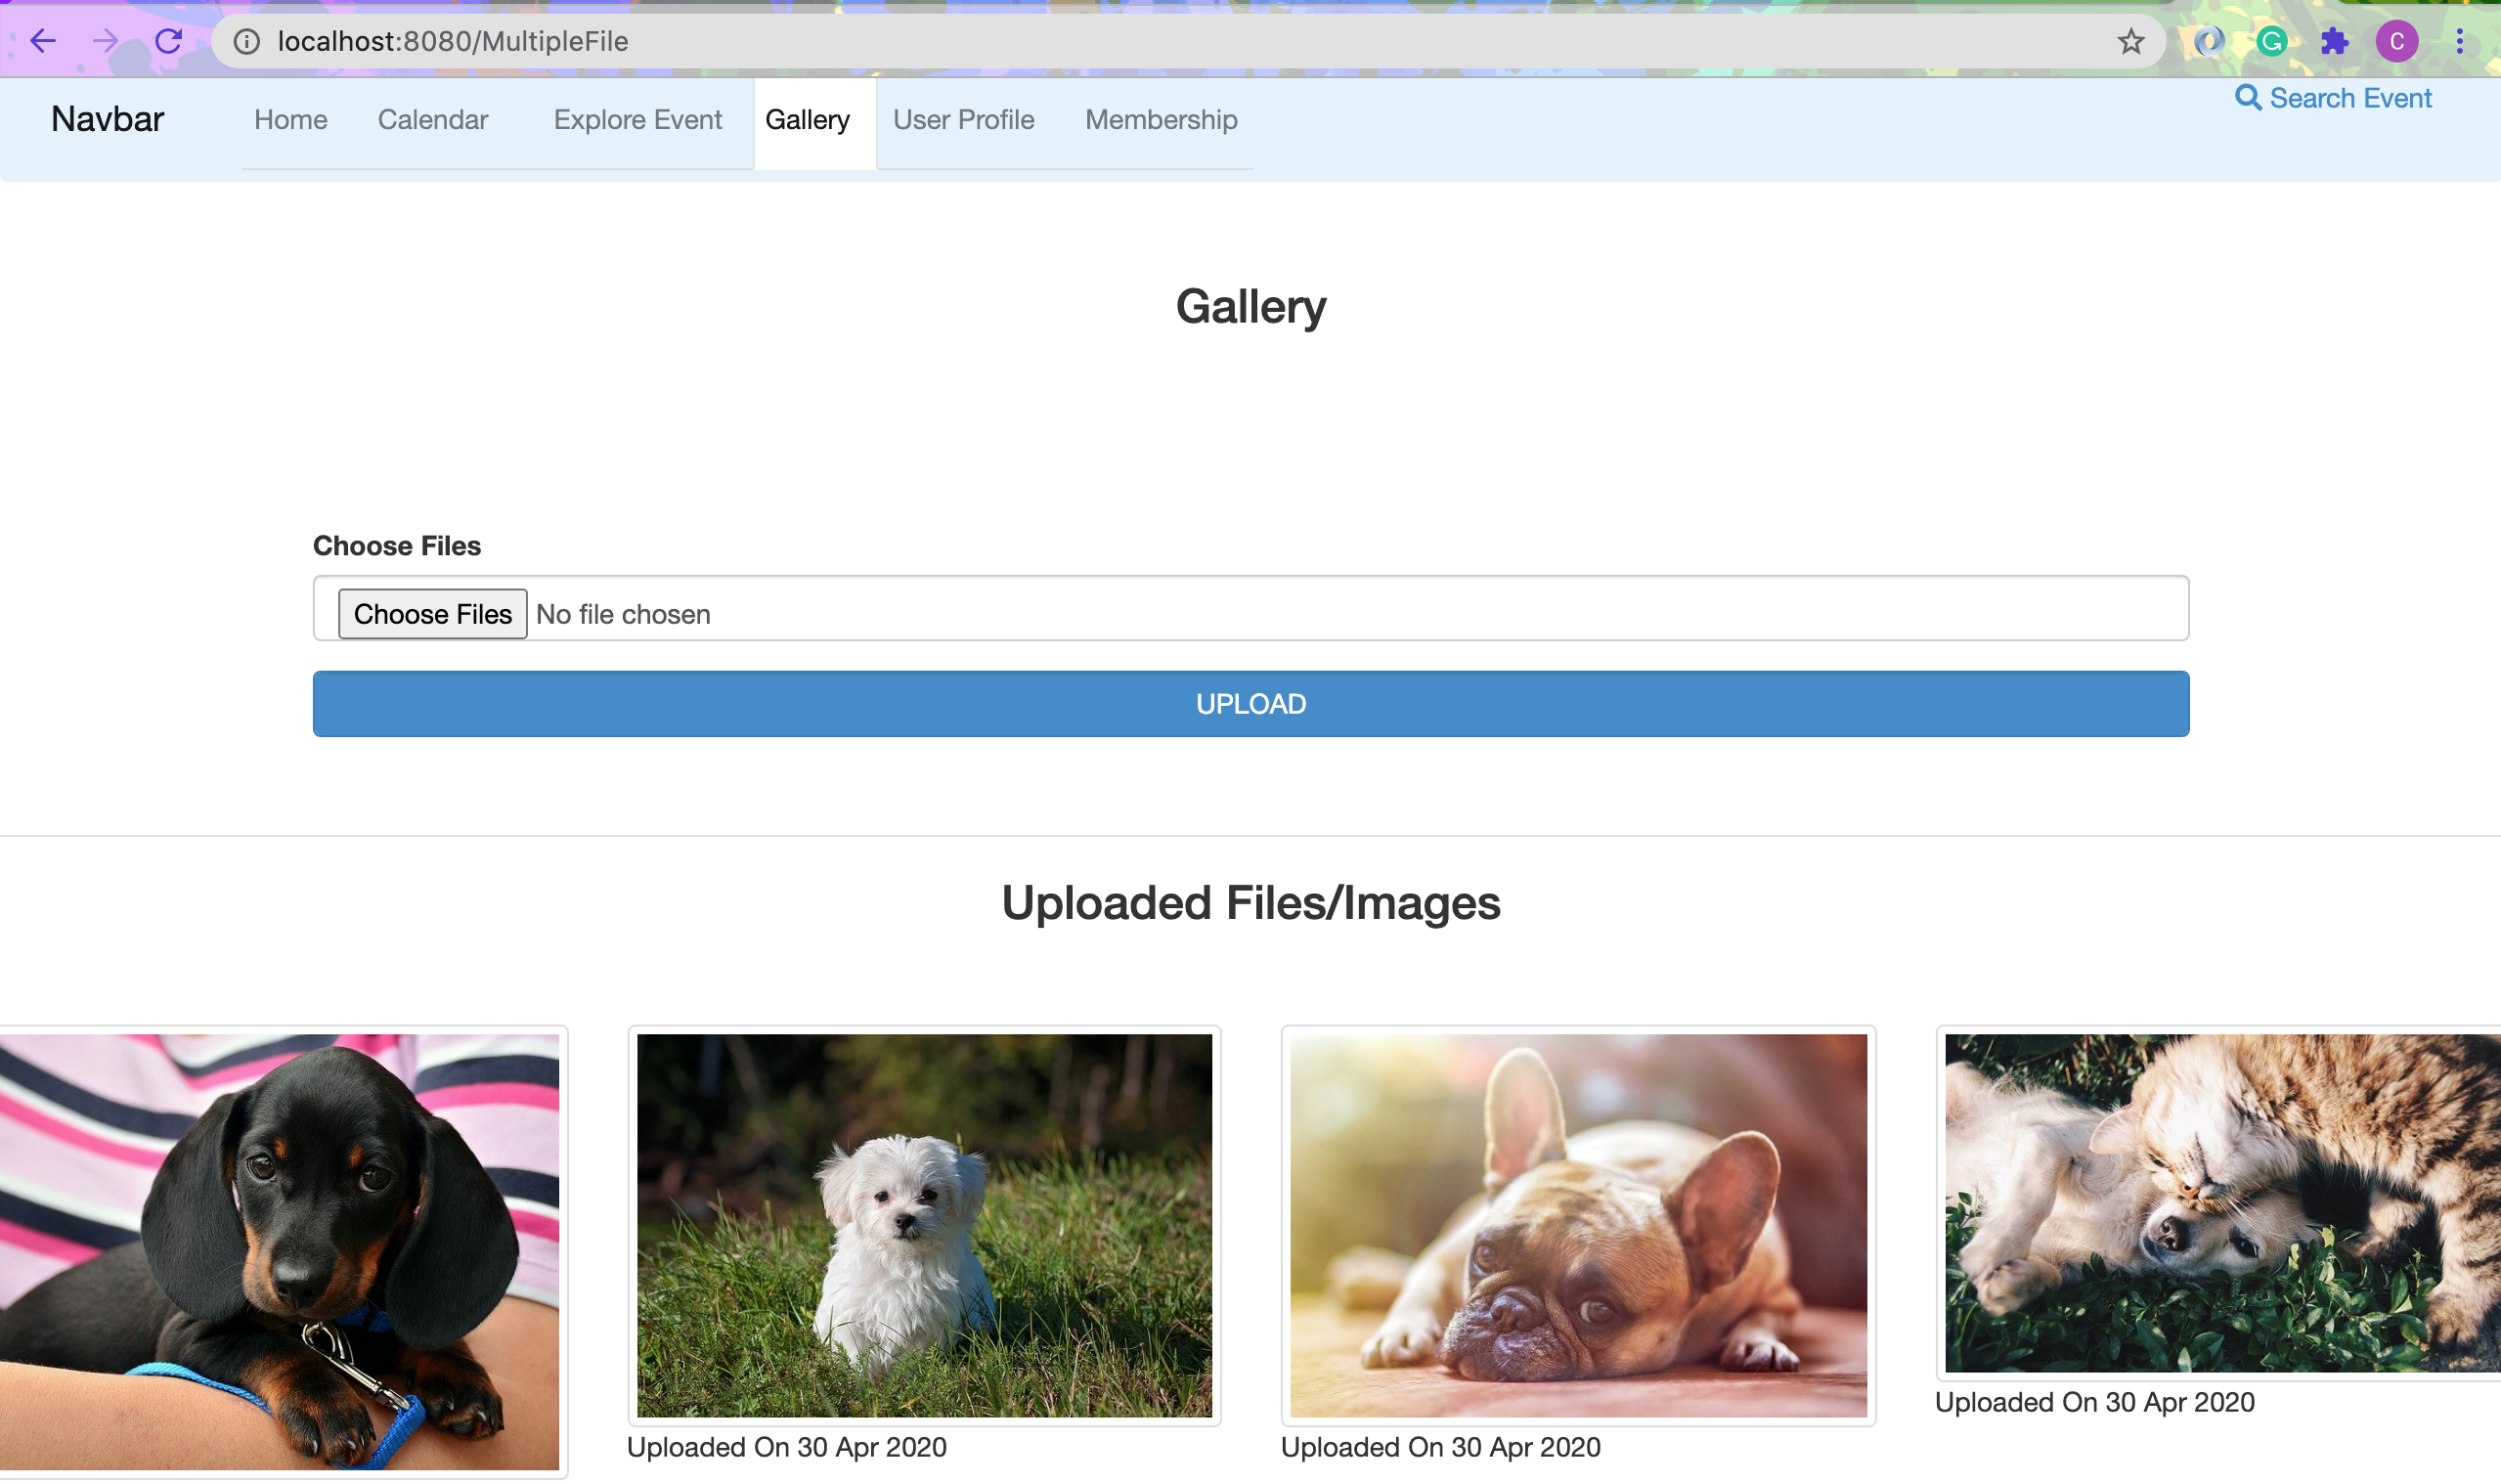 localhost:8080/MultipleFile
C
Navbar Home Calendar Explore Event Gallery User Profile Membership Search Event
Gallery
Choose Files
Choose Files No file chosen
UPLOAD
Uploaded Files/Images
Uploaded On 30 Apr 2020
Uploaded On 30 Apr 2020
Uploaded On 30 Apr 2020